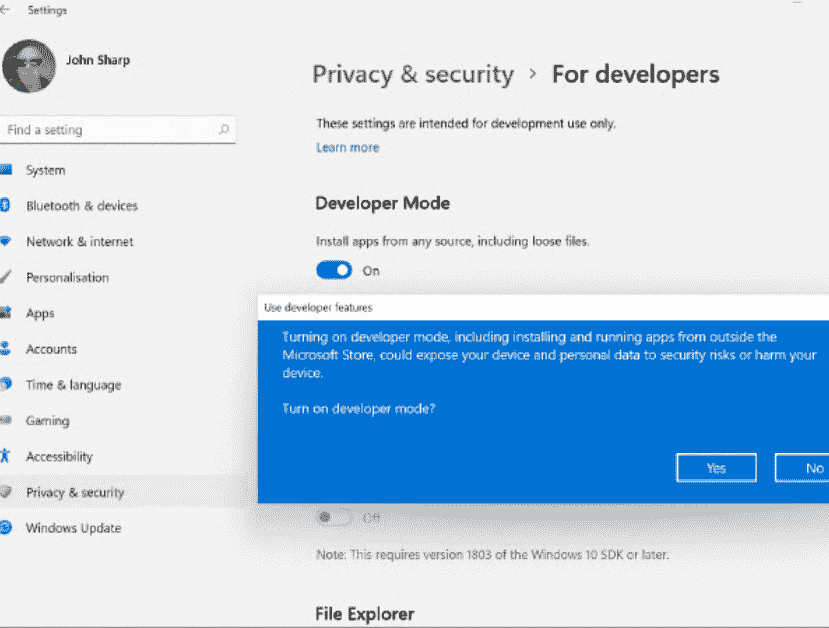 Settings
John Sharp
Find a setting
System
Bluetooth & devices
Network & internet
Personalisation
Apps
Accounts
Time & language
Gaming
Accessibility
Privacy & security
Windows Update
Privacy & security > For developers
These settings are intended for development use only.
Learn more
Developer Mode
Install apps from any source, including loose files.
On
Use developer features
Turning on developer mode, including installing and running apps from outside the
Microsoft Store, could expose your device and personal data to security risks or harm your
device.
Turn on developer mode?
Yes
No
Off
Note: This requires version 1803 of the Windows 10 SDK or later.
File Explorer